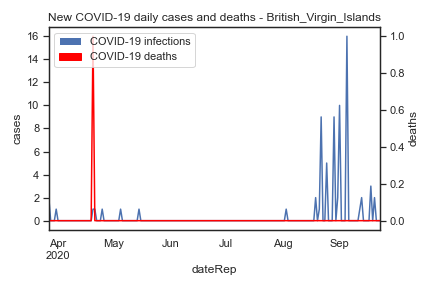 New COVID-19 daily cases and deaths - British_Virgin_Islands
COVID-19 infections
COVID-19 deaths
cases
16
14
12
10
8
6
4
2
0
deaths
1.0
0.8
0.6
0.4
0.2
0.0
Apr May Jun Jul Aug Sep
2020
dateRep